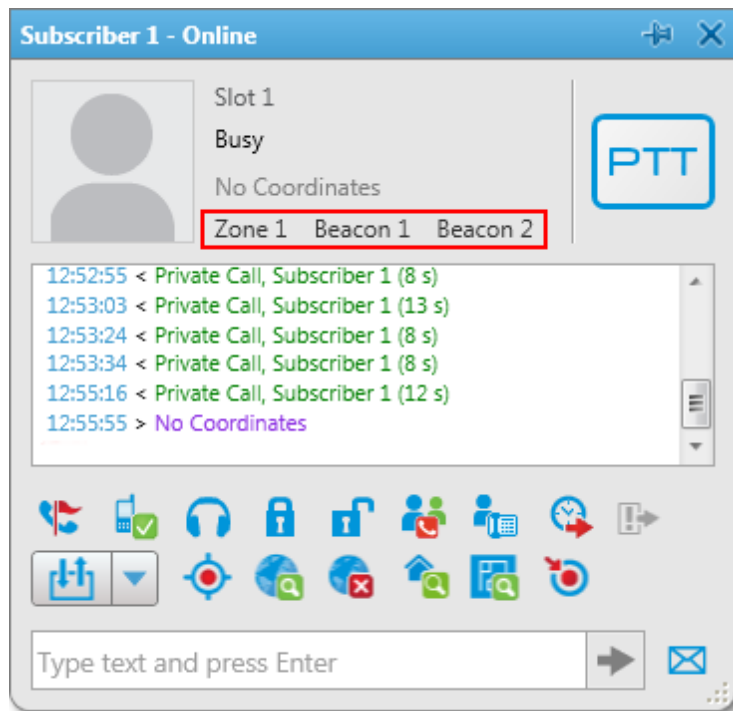 Subscriber 1 - Online
Slot 1
Busy
No Coordinates
Zone 1 Beacon 1 Beacon 2
PTT
12:52:55 < Private Call, Subscriber 1 (8 s)
12:53:03 < Private Call, Subscriber 1 (13 s)
12:53:24 < Private Call, Subscriber 1 (8 s)
12:53:34 < Private Call, Subscriber 1 (8 s)
12:55:16 < Private Call, Subscriber 1 (12 s)
12:55:55 > No Coordinates
Type text and press Enter